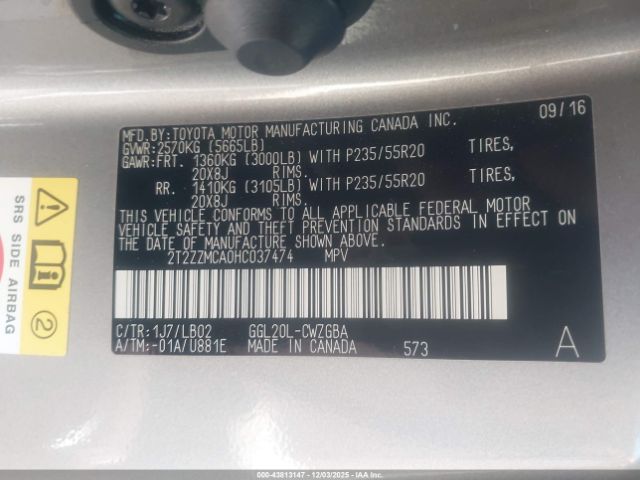 09/16
MFD.BY:TOYOTA MOTOR MANUFACTURING CANADA INC.
GVWR:2570KG (5665LB)
GAWR:FRT. 1360KG (3000LB) WITH P235/55R20 TIRES,
20X8J RIMS.
RR. 1410KG (3105LB) WITH P235/55R20 TIRES,
20X8J RIMS.
THIS VEHICLE CONFORMS TO ALL APPLICABLE FEDERAL MOTOR
VEHICLE SAFETY AND THEFT PREVENTION STANDARDS IN EFFECT ON
THE DATE OF MANUFACTURE SHOWN ABOVE.
2T2ZZMCA0HC037474 MPV
C/TR:1J7/LB02 GGL20L-CWZGBA
A/TM:-01A/U881E MADE IN CANADA 573 A
SRS SIDE AIRBAG
2
000-43813147 - 12/03/2025 - IAAI.com